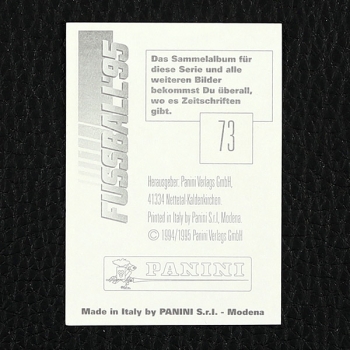 FUSSBALL'95
Das Sammelalbum für
diese Serie und alle
weiteren Bilder
bekommst Du überall,
wo es Zeitschriften
gibt.
73
Herausgeber: Panini Verlags GmbH,
41334 Nettetal-Kaldenkirchen.
Printed in Italy by Panini S.r.l., Modena.
© 1994/1995 Panini Verlags GmbH
PANINI
Made in Italy by PANINI S.r.l. - Modena